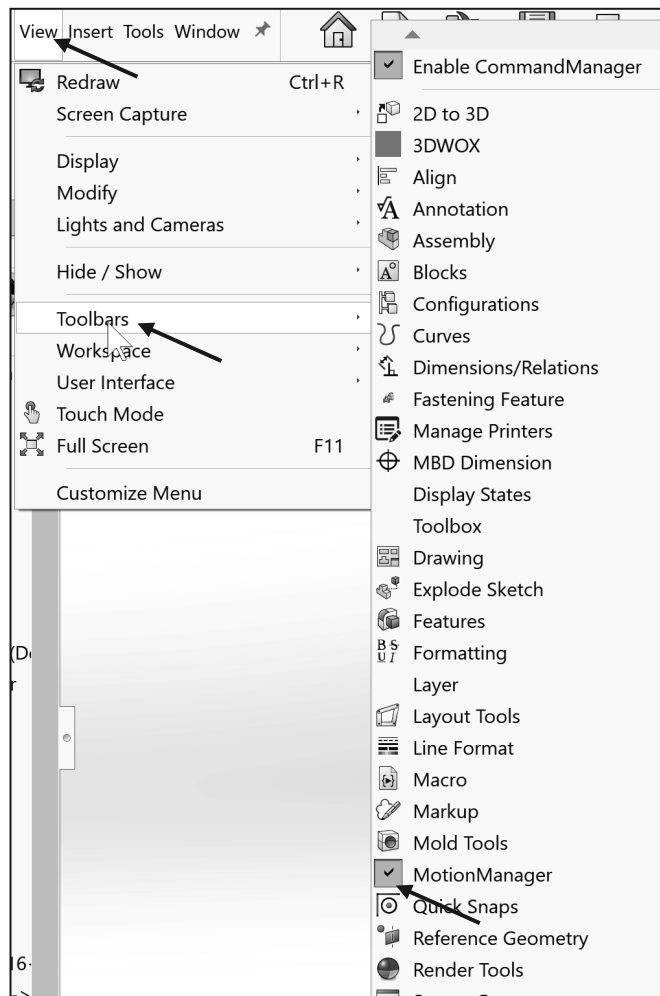 View Insert Tools Window
Redraw Ctrl+R
Screen Capture
Display
Modify
Lights and Cameras
Hide / Show
Toolbars
Workspace
User Interface
Touch Mode
Full Screen F11
Customize Menu
Enable CommandManager
2D to 3D
3DWOX
Align
Annotation
Assembly
Blocks
Configurations
Curves
Dimensions/Relations
Fastening Feature
Manage Printers
MBD Dimension
Display States
Toolbox
Drawing
Explode Sketch
Features
Formatting
Layer
Layout Tools
Line Format
Macro
Markup
Mold Tools
MotionManager
Quick Snaps
Reference Geometry
Render Tools